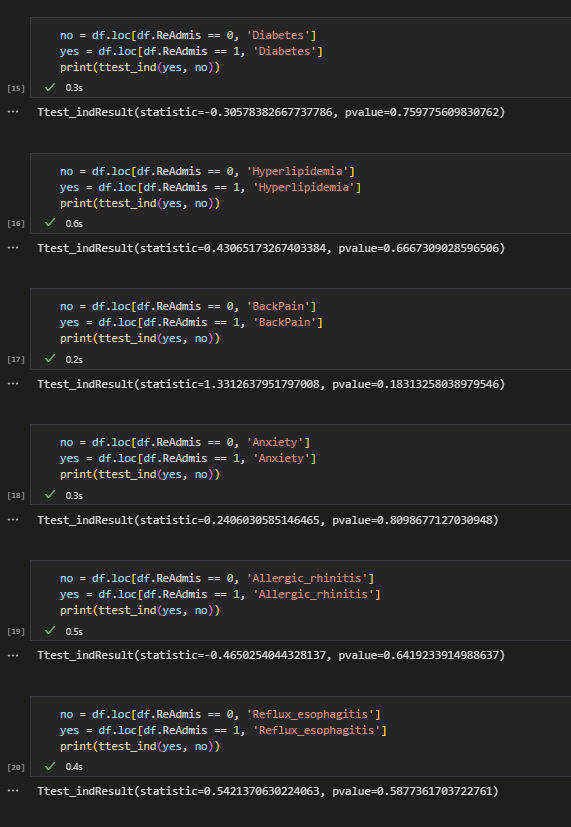 no = df.loc[df.ReAdmis == 0, 'Diabetes']
yes = df.loc[df.ReAdmis == 1, 'Diabetes']
print(ttest_ind(yes, no))
[15] ✓ 0.3s
··· Ttest_indResult(statistic=-0.30578382667737786, pvalue=0.759775609830762)
no = df.loc[df.ReAdmis == 0, 'Hyperlipidemia']
yes = df.loc[df.ReAdmis == 1, 'Hyperlipidemia']
print(ttest_ind(yes, no))
[16] ✓ 0.6s
··· Ttest_indResult(statistic=0.43065173267403384, pvalue=0.6667309028596506)
no = df.loc[df.ReAdmis == 0, 'BackPain']
yes = df.loc[df.ReAdmis == 1, 'BackPain']
print(ttest_ind(yes, no))
[17] ✓ 0.2s
··· Ttest_indResult(statistic=1.3312637951797008, pvalue=0.18313258038979546)
no = df.loc[df.ReAdmis == 0, 'Anxiety']
yes = df.loc[df.ReAdmis == 1, 'Anxiety']
print(ttest_ind(yes, no))
[18] ✓ 0.3s
··· Ttest_indResult(statistic=0.2406030585146465, pvalue=0.8098677127030948)
no = df.loc[df.ReAdmis == 0, 'Allergic_rhinitis']
yes = df.loc[df.ReAdmis == 1, 'Allergic_rhinitis']
print(ttest_ind(yes, no))
[19] ✓ 0.5s
··· Ttest_indResult(statistic=-0.4650254044328137, pvalue=0.6419233914988637)
no = df.loc[df.ReAdmis == 0, 'Reflux_esophagitis']
yes = df.loc[df.ReAdmis == 1, 'Reflux_esophagitis']
print(ttest_ind(yes, no))
[20] ✓ 0.4s
··· Ttest_indResult(statistic=0.5421370630224063, pvalue=0.5877361703722761)